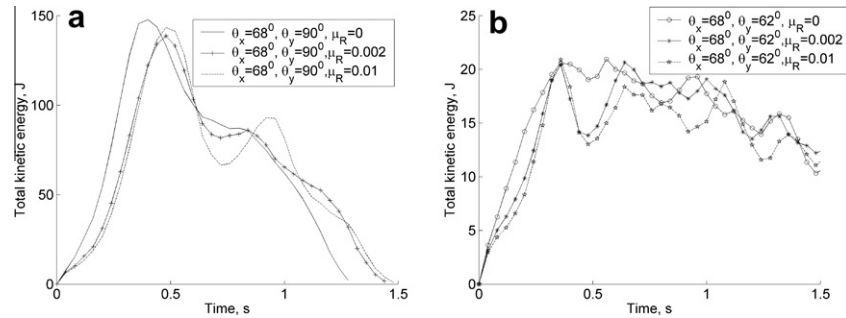 a
θx=68⁰, θy=90⁰, μR=0
θx=68⁰, θy=90⁰, μR=0.002
θx=68⁰, θy=90⁰, μR=0.01
Total kinetic energy, J
150
100
50
0
0 0.5 1 1.5
Time, s
b
θx=68⁰, θy=62⁰, μR=0
θx=68⁰, θy=62⁰, μR=0.002
θx=68⁰, θy=62⁰, μR=0.01
Total kinetic energy, J
25
20
15
10
5
0
0 0.5 1 1.5
Time, s